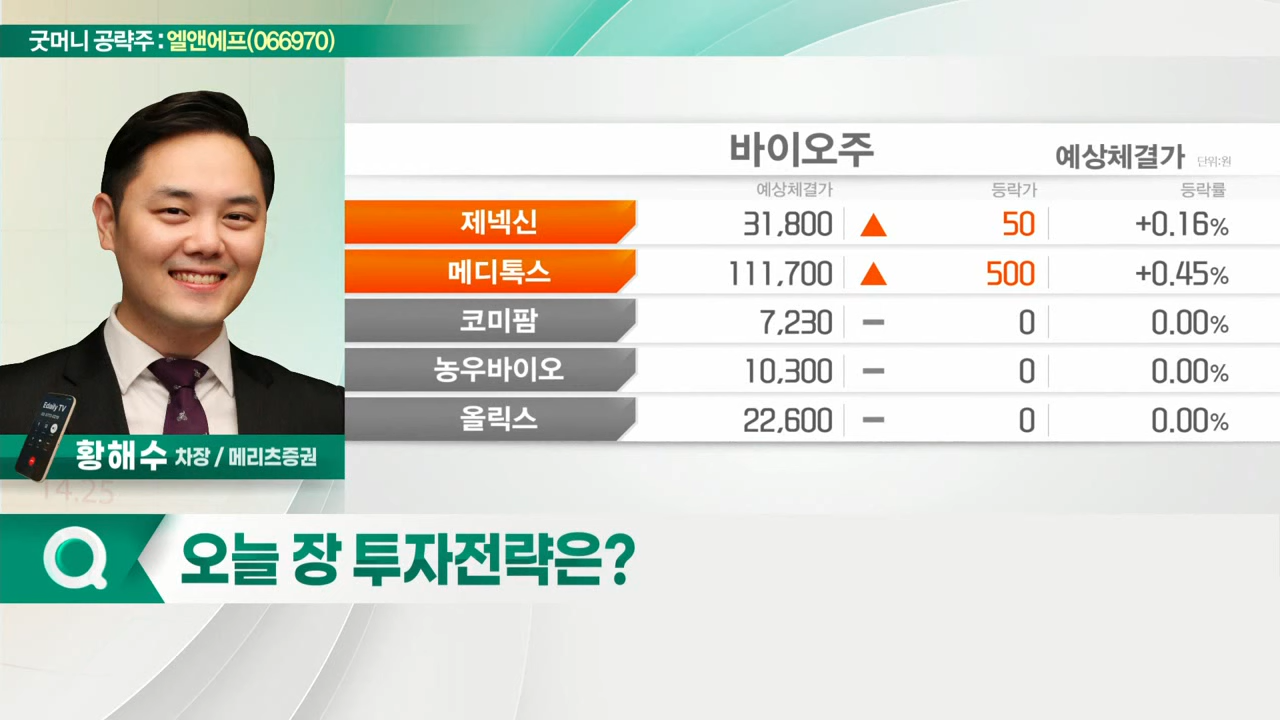 굿머니 공략주 : 엘앤에프(066970)
바이오주 예상체결가 단위:원
예상체결가 등락가 등락률
제넥신 31,800 ▲ 50 +0.16%
메디톡스 111,700 ▲ 500 +0.45%
코미팜 7,230 – 0 0.00%
농우바이오 10,300 – 0 0.00%
올릭스 22,600 – 0 0.00%
Edaily TV
황해수 차장 / 메리츠증권
14.25
Q 오늘 장 투자전략은?